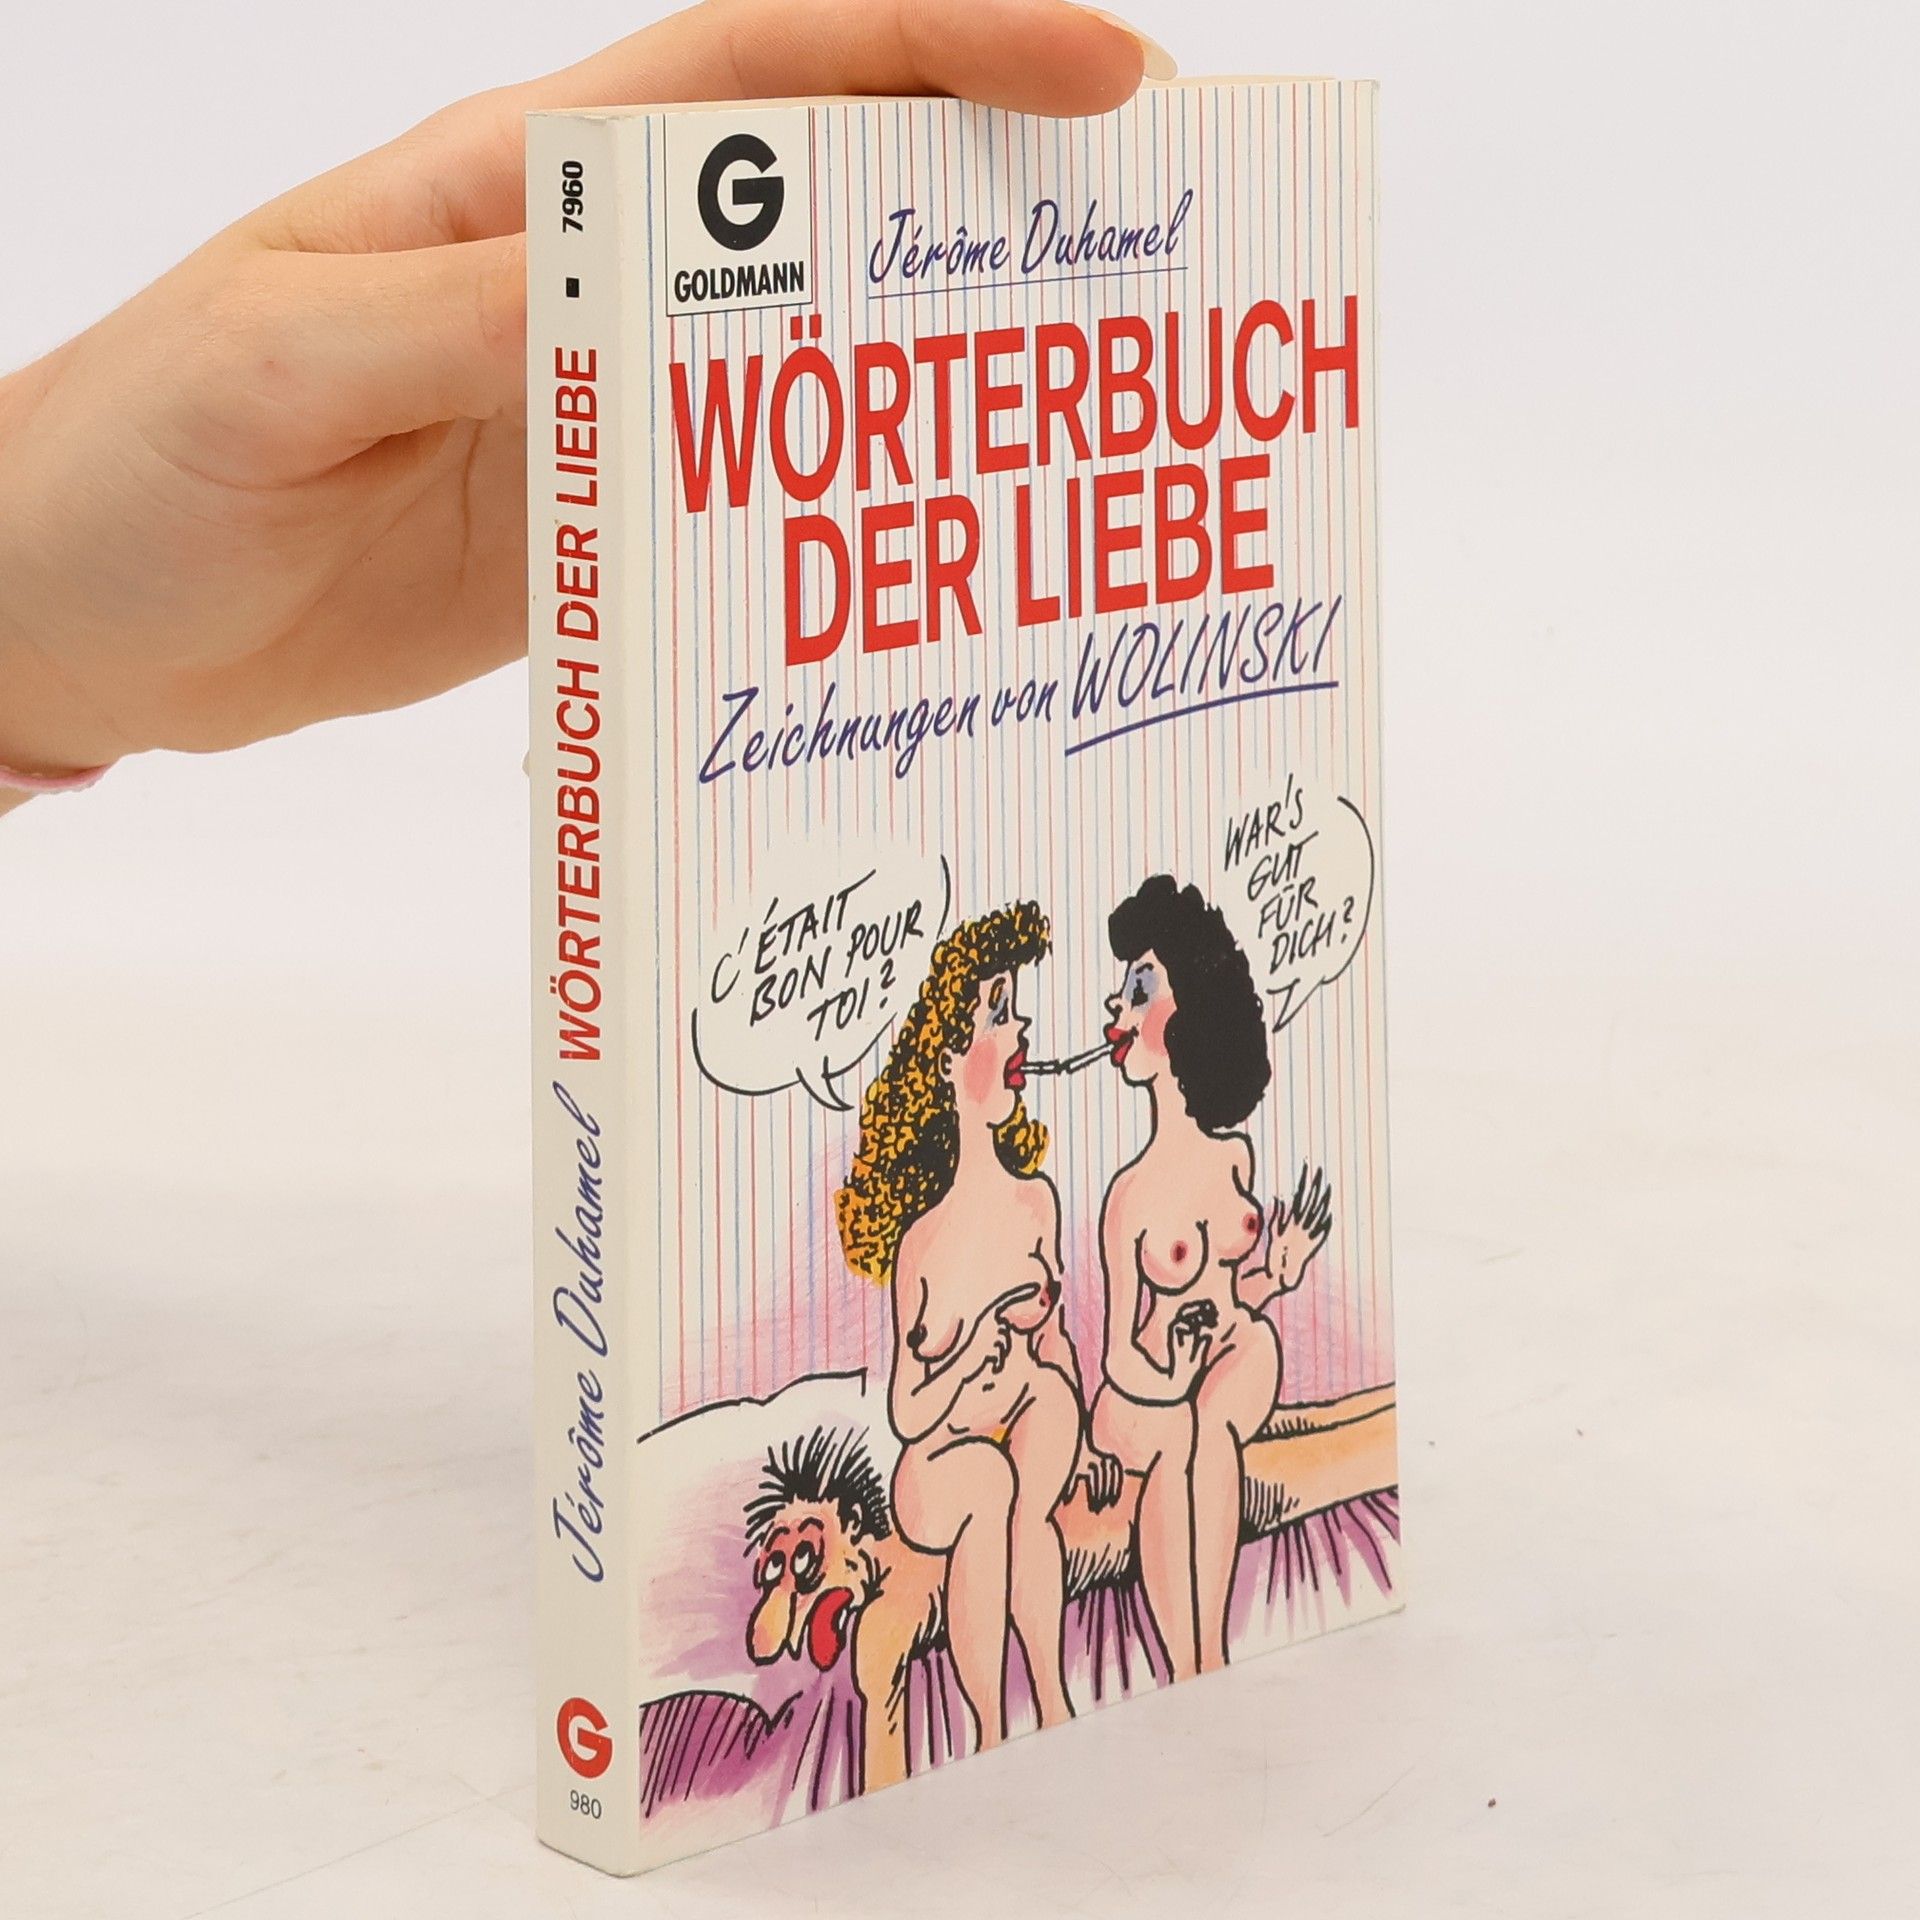 G
GOLDMANN
Jérôme Duhamel
WÖRTERBUCH
DER LIEBE
Zeichnungen von WOLINSKI
C'ÉTAIT
BON POUR
TOI?
WAR'S
GUT
FÜR
DICH?
Jérôme Duhamel WÖRTERBUCH DER LIEBE ■ 7960
G
980